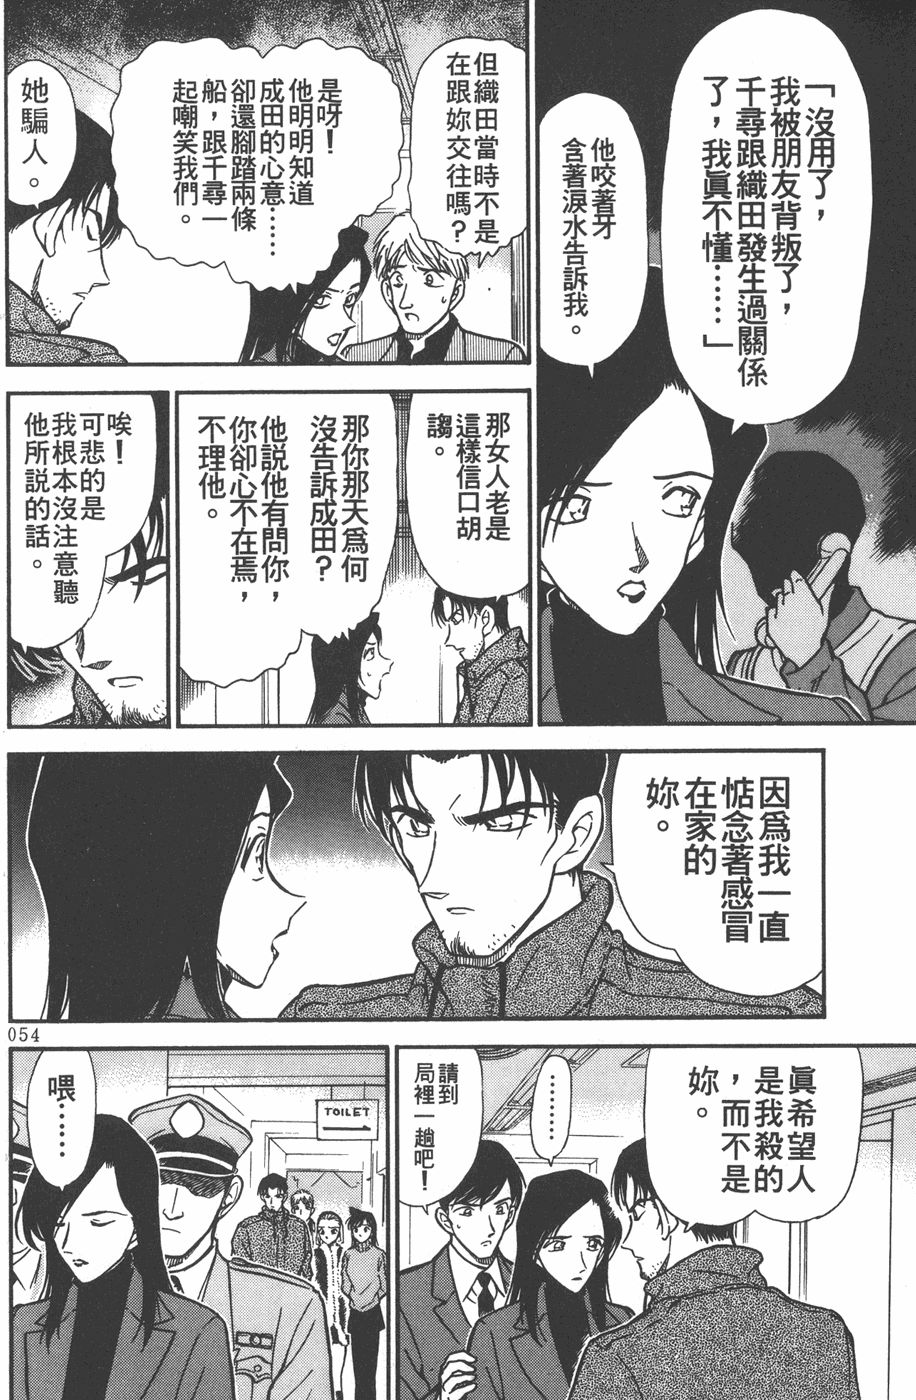 「沒用了，
我被朋友背叛了，
千尋跟織田發生過關係
了，我眞不懂……」
他咬著牙
含著淚水告訴我。
但織田當時不是
在跟妳交往嗎？
是呀！
他明明知道
成田的心意……
卻還腳踏兩條
船，跟千尋一
起嘲笑我們。
她騙人。
那女人老是
這樣信口胡
謅。
那你那天爲何
沒告訴成田？
他說他有問你，
你卻心不在焉，
不理他。
唉！
可悲的是
我根本沒注意聽
他所說的話。
因爲我一直
惦念著感冒
在家的
妳。
054
眞希望人
是我殺的
，而不是
妳。
………
請到
局裡一趟吧！
TOILET
喂……